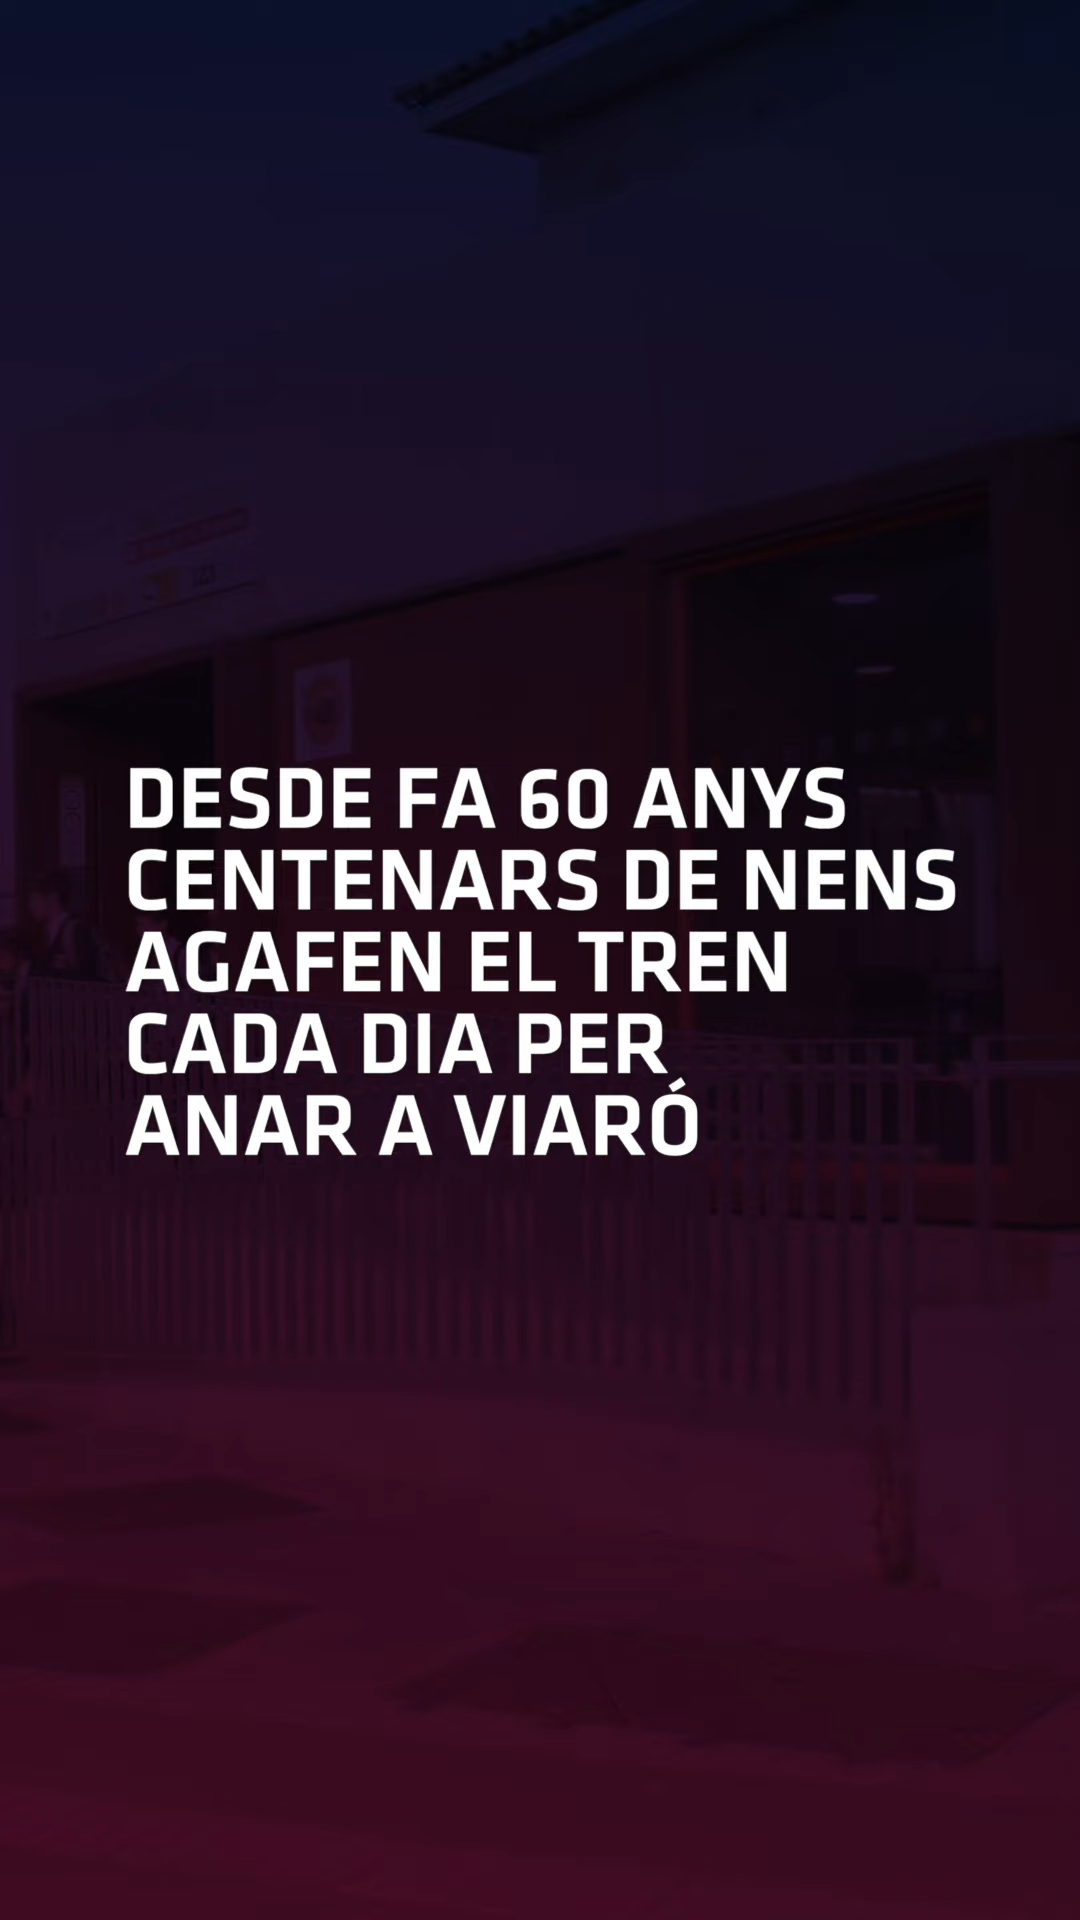 DESDE FA 60 ANYS
CENTENARS DE NENS
AGAFEN EL TREN
CADA DIA PER
ANAR A VIARÓ